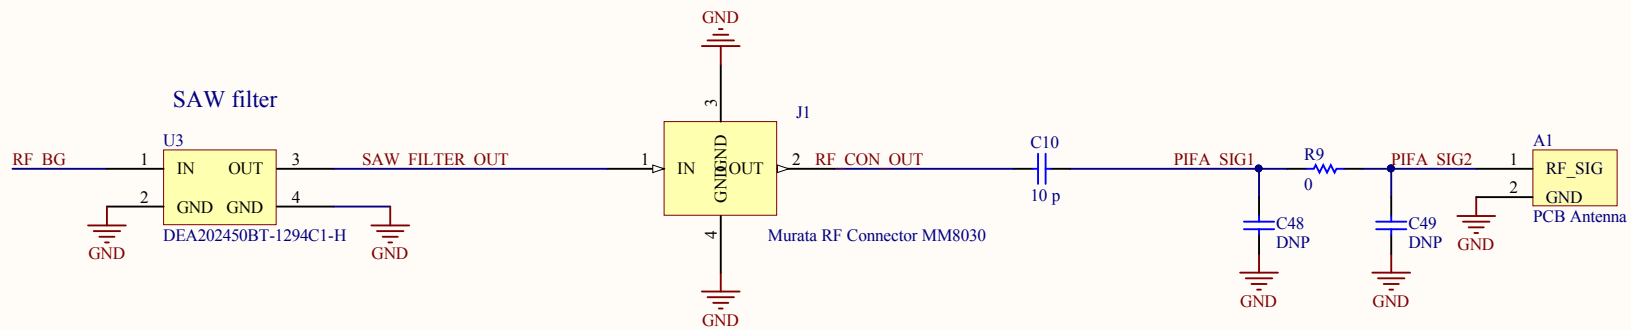 GND
SAW filter
3
J1
U3
C10
A1
RF_BG
1
IN
OUT
3
SAW_FILTER_OUT
1
IN
GND
GND
OUT
2
RF_CON_OUT
10 p
PIFA_SIG1
R9
0
PIFA_SIG2
1
RF_SIG
2
GND
GND
4
2
GND
PCB Antenna
GND
GND
DEA202450BT-1294C1-H
4
Murata RF Connector MM8030
C48
DNP
C49
DNP
GND
GND
GND
GND